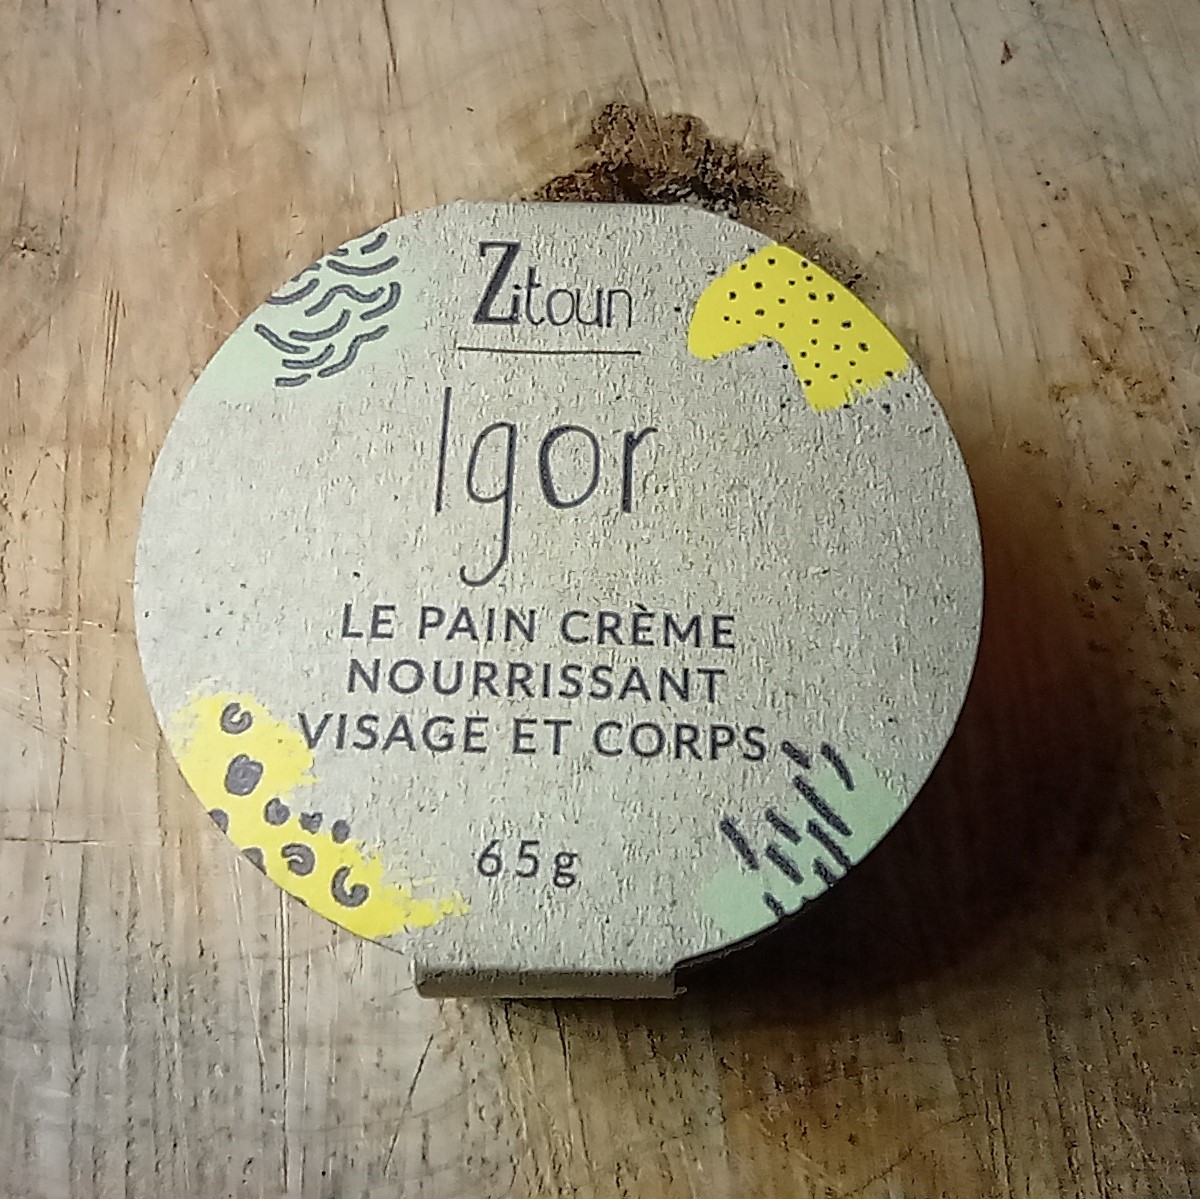 Zitoun
Igor
LE PAIN CRÈME
NOURRISSANT
VISAGE ET CORPS
65g